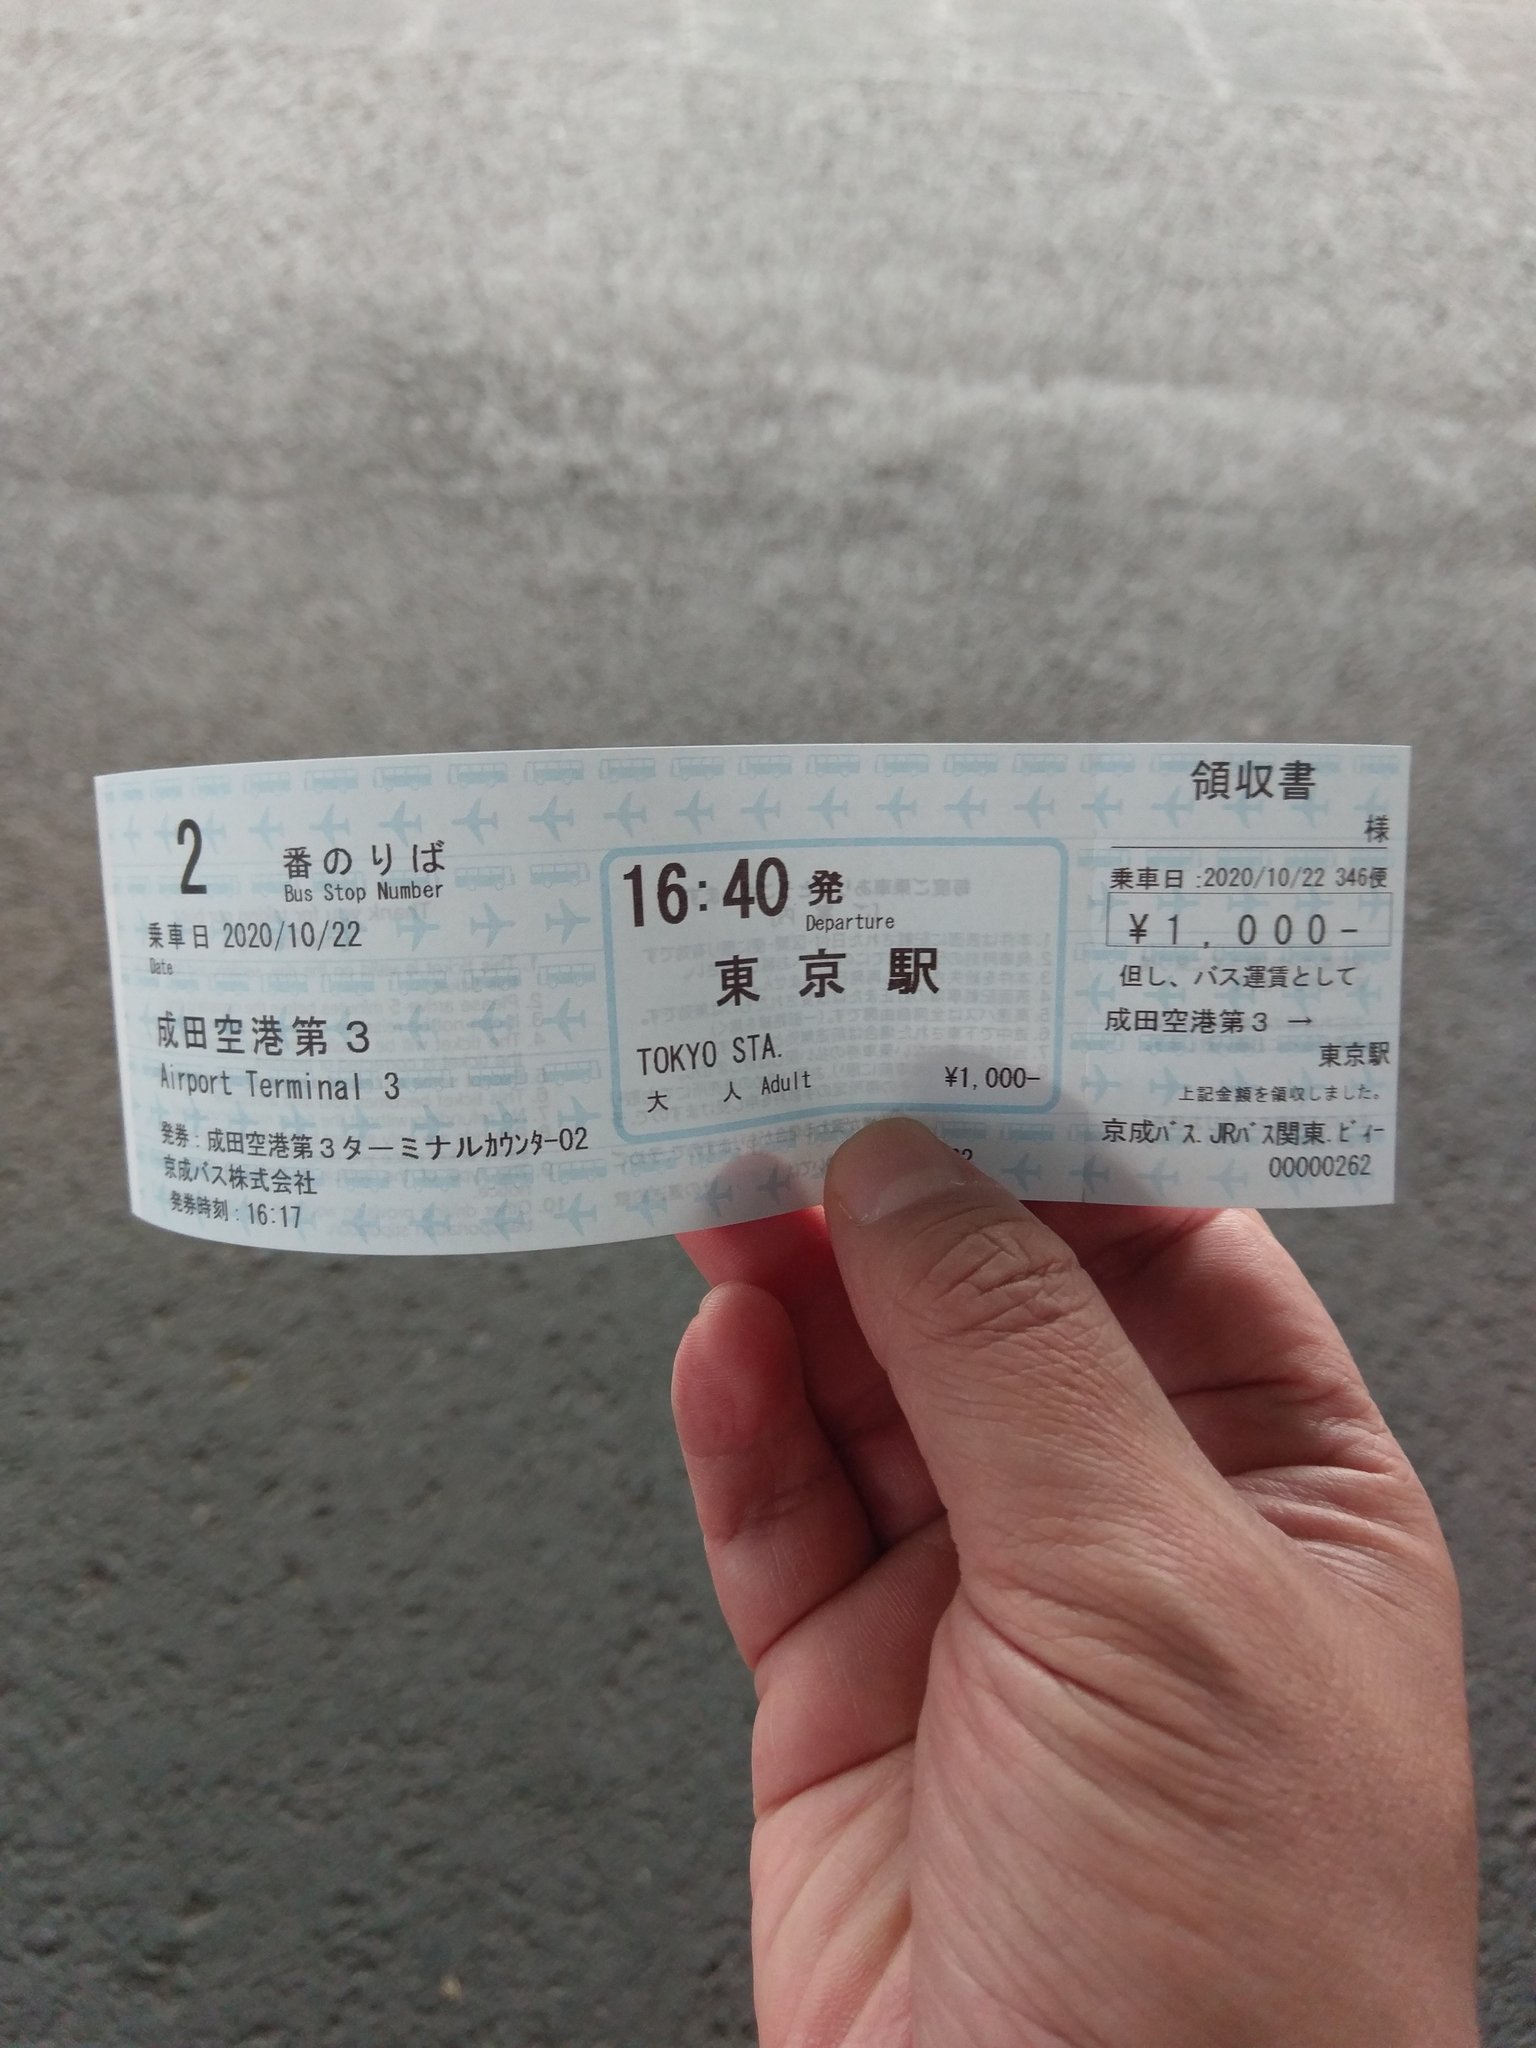 2 番のりば
Bus Stop Number
乗車日 2020/10/22
Date
成田空港第3
Airport Terminal 3
発券:成田空港第3ターミナルカウンター02
京成バス株式会社
発券時刻:16:17
16:40 発
Departure
東京駅
TOKYO STA.
大人 Adult ¥1,000-
領収書
様
乗車日:2020/10/22 346便
¥1,000-
但し、バス運賃として
成田空港第3 →
東京駅
上記金額を領収しました。
京成バス.JRバス関東.ビィー
00000262